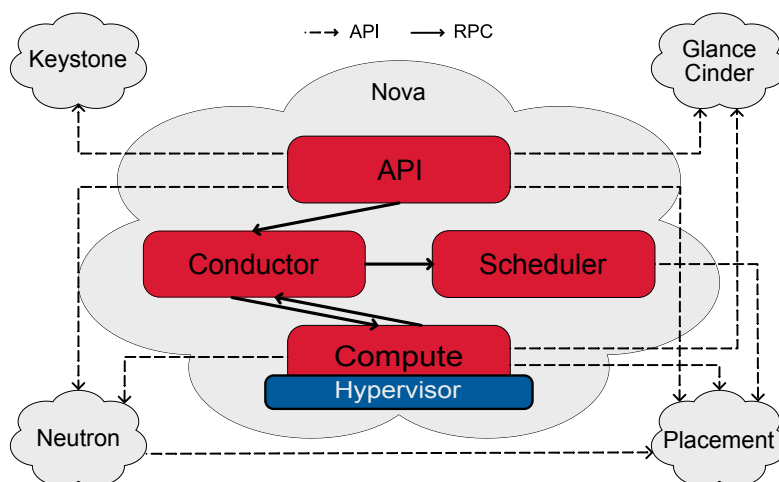 API
RPC
Keystone
Glance
Cinder
Nova
API
Conductor
Scheduler
Compute
Hypervisor
Neutron
Placement